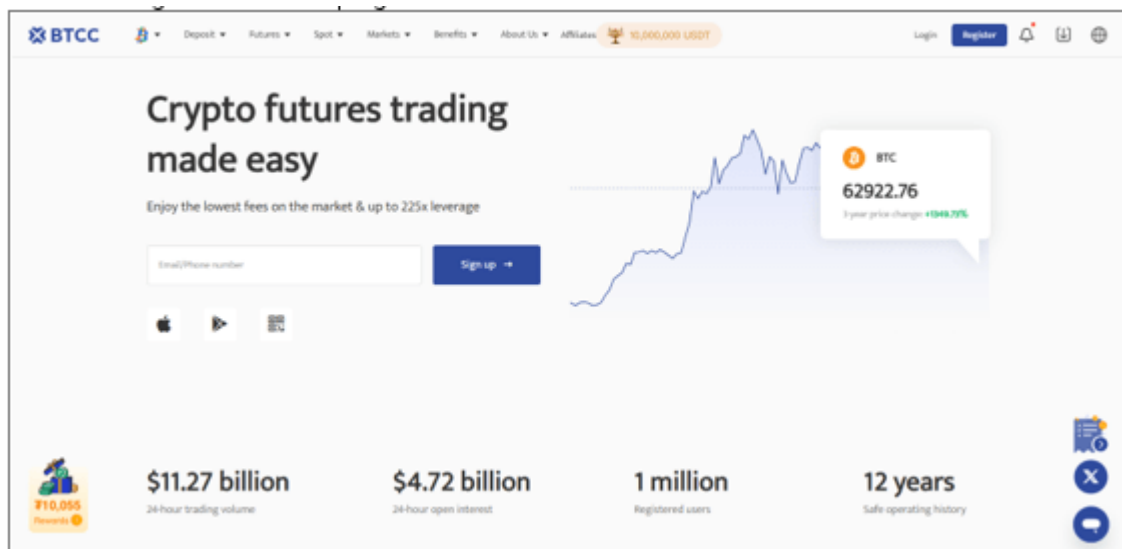 BTCC
Deposit Futures Spot Markets Benefits About Us Affiliates 10,000,000 USDT Login Register
Crypto futures trading
made easy
Enjoy the lowest fees on the market & up to 225x leverage
Email/Phone number
Sign up →
BTC
62922.76
3-year price change: +1349.73%
$11.27 billion
$4.72 billion
1 million
12 years
24-hour trading volume
24-hour open interest
Registered users
Safe operating history
₮10,055
Rewards